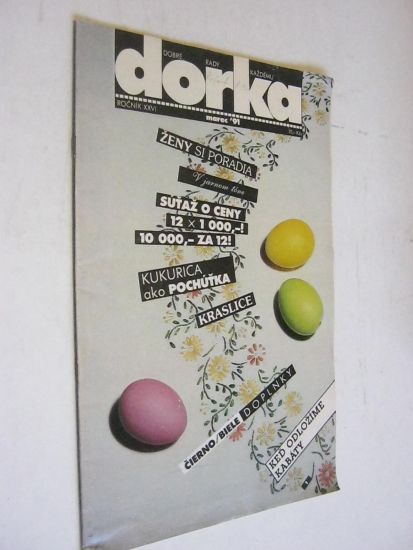 DOBRÉ RADY KAŽDÉMU
dorka
ROČNÍK XXVI
marec '91
ŽENY SI PORADIA
V jarnom tóne
SÚŤAŽ O CENY
12 × 1 000,–!
10 000,– ZA 12!
KUKURICA
ako POCHÚŤKA
KRASLICE
ČIERNO/BIELE DOPLNKY
KEĎ ODLOŽÍME
KABÁTY